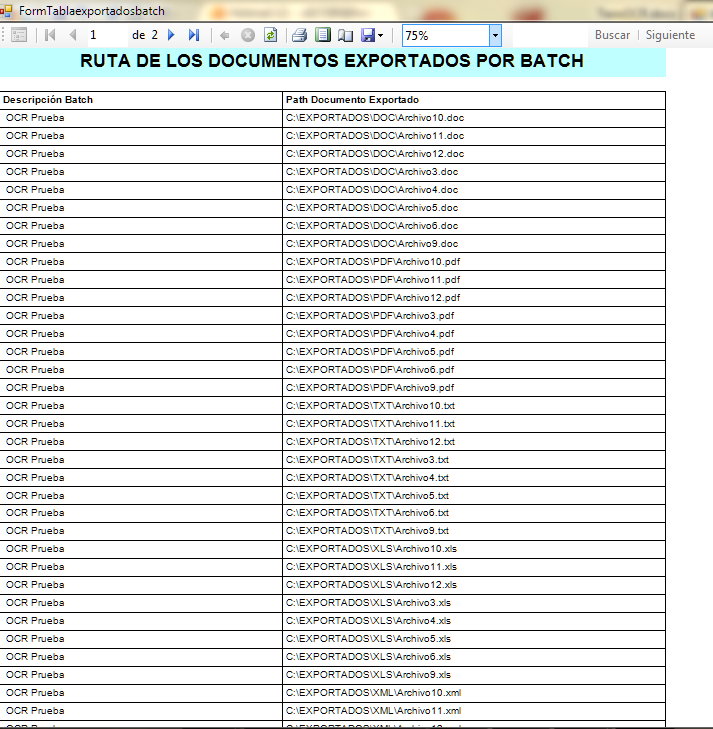 FormTablaexportadosbatch
1 de 2 75% Buscar | Siguiente
RUTA DE LOS DOCUMENTOS EXPORTADOS POR BATCH
Descripción Batch Path Documento Exportado
OCR Prueba C:\EXPORTADOS\DOC\Archivo10.doc
OCR Prueba C:\EXPORTADOS\DOC\Archivo11.doc
OCR Prueba C:\EXPORTADOS\DOC\Archivo12.doc
OCR Prueba C:\EXPORTADOS\DOC\Archivo3.doc
OCR Prueba C:\EXPORTADOS\DOC\Archivo4.doc
OCR Prueba C:\EXPORTADOS\DOC\Archivo5.doc
OCR Prueba C:\EXPORTADOS\DOC\Archivo6.doc
OCR Prueba C:\EXPORTADOS\DOC\Archivo9.doc
OCR Prueba C:\EXPORTADOS\PDF\Archivo10.pdf
OCR Prueba C:\EXPORTADOS\PDF\Archivo11.pdf
OCR Prueba C:\EXPORTADOS\PDF\Archivo12.pdf
OCR Prueba C:\EXPORTADOS\PDF\Archivo3.pdf
OCR Prueba C:\EXPORTADOS\PDF\Archivo4.pdf
OCR Prueba C:\EXPORTADOS\PDF\Archivo5.pdf
OCR Prueba C:\EXPORTADOS\PDF\Archivo6.pdf
OCR Prueba C:\EXPORTADOS\PDF\Archivo9.pdf
OCR Prueba C:\EXPORTADOS\TXT\Archivo10.txt
OCR Prueba C:\EXPORTADOS\TXT\Archivo11.txt
OCR Prueba C:\EXPORTADOS\TXT\Archivo12.txt
OCR Prueba C:\EXPORTADOS\TXT\Archivo3.txt
OCR Prueba C:\EXPORTADOS\TXT\Archivo4.txt
OCR Prueba C:\EXPORTADOS\TXT\Archivo5.txt
OCR Prueba C:\EXPORTADOS\TXT\Archivo6.txt
OCR Prueba C:\EXPORTADOS\TXT\Archivo9.txt
OCR Prueba C:\EXPORTADOS\XLS\Archivo10.xls
OCR Prueba C:\EXPORTADOS\XLS\Archivo11.xls
OCR Prueba C:\EXPORTADOS\XLS\Archivo12.xls
OCR Prueba C:\EXPORTADOS\XLS\Archivo3.xls
OCR Prueba C:\EXPORTADOS\XLS\Archivo4.xls
OCR Prueba C:\EXPORTADOS\XLS\Archivo5.xls
OCR Prueba C:\EXPORTADOS\XLS\Archivo6.xls
OCR Prueba C:\EXPORTADOS\XLS\Archivo9.xls
OCR Prueba C:\EXPORTADOS\XML\Archivo10.xml
OCR Prueba C:\EXPORTADOS\XML\Archivo11.xml